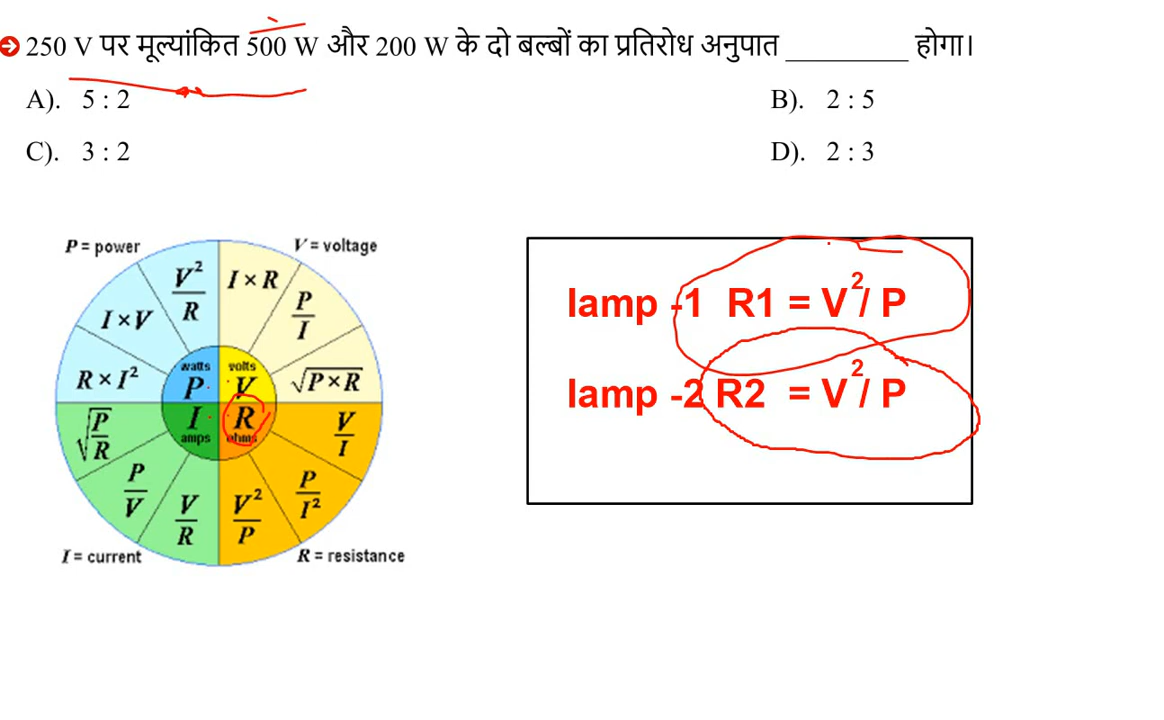 250 V पर मूल्यांकित 500 W और 200 W के दो बल्बों का प्रतिरोध अनुपात _________ होगा।
A). 5 : 2
B). 2 : 5
C). 3 : 2
D). 2 : 3
P = power
V = voltage
V²/R
I × R
I × V
P/I
R × I²
√P × R
watts
volts
P
V
I
R
amps
ohms
√P/R
V/I
P/V
V/R
V²/P
P/I²
I = current
R = resistance
lamp -1 R1 = V²/ P
lamp -2 R2 = V²/ P